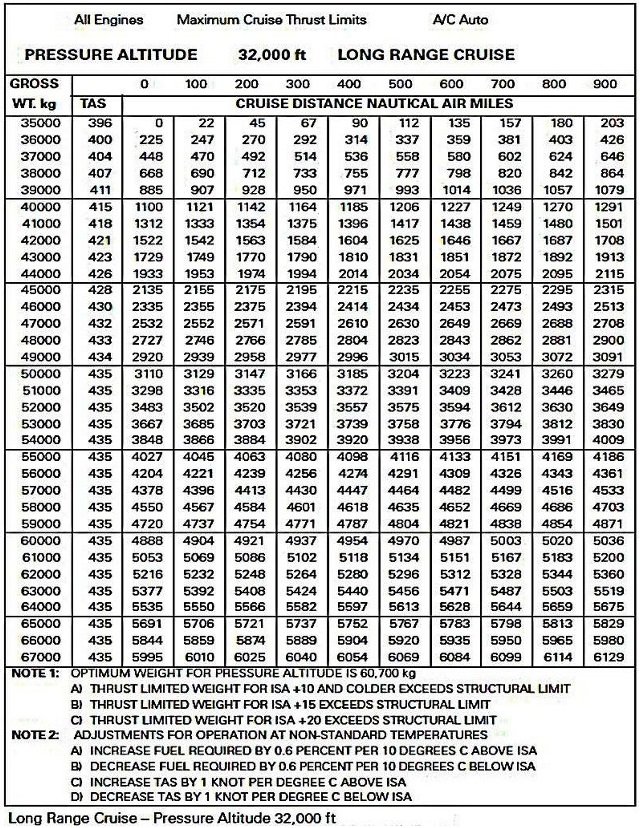 All Engines Maximum Cruise Thrust Limits A/C Auto
PRESSURE ALTITUDE 32,000 ft LONG RANGE CRUISE
GROSS 0 100 200 300 400 500 600 700 800 900
WT. kg TAS CRUISE DISTANCE NAUTICAL AIR MILES
35000 396 0 22 45 67 90 112 135 157 180 203
36000 400 225 247 270 292 314 337 359 381 403 426
37000 404 448 470 492 514 536 558 580 602 624 646
38000 407 668 690 712 733 755 777 798 820 842 864
39000 411 885 907 928 950 971 993 1014 1036 1057 1079
40000 415 1100 1121 1142 1164 1185 1206 1227 1249 1270 1291
41000 418 1312 1333 1354 1375 1396 1417 1438 1459 1480 1501
42000 421 1522 1542 1563 1584 1604 1625 1646 1667 1687 1708
43000 423 1729 1749 1770 1790 1810 1831 1851 1872 1892 1913
44000 426 1933 1953 1974 1994 2014 2034 2054 2075 2095 2115
45000 428 2135 2155 2175 2195 2215 2235 2255 2275 2295 2315
46000 430 2335 2355 2375 2394 2414 2434 2453 2473 2493 2513
47000 432 2532 2552 2571 2591 2610 2630 2649 2669 2688 2708
48000 433 2727 2746 2766 2785 2804 2823 2843 2862 2881 2900
49000 434 2920 2939 2958 2977 2996 3015 3034 3053 3072 3091
50000 435 3110 3129 3147 3166 3185 3204 3223 3241 3260 3279
51000 435 3298 3316 3335 3353 3372 3391 3409 3428 3446 3465
52000 435 3483 3502 3520 3539 3557 3575 3594 3612 3630 3649
53000 435 3667 3685 3703 3721 3739 3758 3776 3794 3812 3830
54000 435 3848 3866 3884 3902 3920 3938 3956 3973 3991 4009
55000 435 4027 4045 4063 4080 4098 4116 4133 4151 4169 4186
56000 435 4204 4221 4239 4256 4274 4291 4309 4326 4343 4361
57000 435 4378 4396 4413 4430 4447 4464 4482 4499 4516 4533
58000 435 4550 4567 4584 4601 4618 4635 4652 4669 4686 4703
59000 435 4720 4737 4754 4771 4787 4804 4821 4838 4854 4871
60000 435 4888 4904 4921 4937 4954 4970 4987 5003 5020 5036
61000 435 5053 5069 5086 5102 5118 5134 5151 5167 5183 5200
62000 435 5216 5232 5248 5264 5280 5296 5312 5328 5344 5360
63000 435 5377 5392 5408 5424 5440 5456 5471 5487 5503 5519
64000 435 5535 5550 5566 5582 5597 5613 5628 5644 5659 5675
65000 435 5691 5706 5721 5737 5752 5767 5783 5798 5813 5829
66000 435 5844 5859 5874 5889 5904 5920 5935 5950 5965 5980
67000 435 5995 6010 6025 6040 6054 6069 6084 6099 6114 6129
NOTE 1: OPTIMUM WEIGHT FOR PRESSURE ALTITUDE IS 60,700 kg
A) THRUST LIMITED WEIGHT FOR ISA +10 AND COLDER EXCEEDS STRUCTURAL LIMIT
B) THRUST LIMITED WEIGHT FOR ISA +15 EXCEEDS STRUCTURAL LIMIT
C) THRUST LIMITED WEIGHT FOR ISA +20 EXCEEDS STRUCTURAL LIMIT
NOTE 2: ADJUSTMENTS FOR OPERATION AT NON-STANDARD TEMPERATURES
A) INCREASE FUEL REQUIRED BY 0.6 PERCENT PER 10 DEGREES C ABOVE ISA
B) DECREASE FUEL REQUIRED BY 0.6 PERCENT PER 10 DEGREES C BELOW ISA
C) INCREASE TAS BY 1 KNOT PER DEGREE C ABOVE ISA
D) DECREASE TAS BY 1 KNOT PER DEGREE C BELOW ISA
Long Range Cruise – Pressure Altitude 32,000 ft